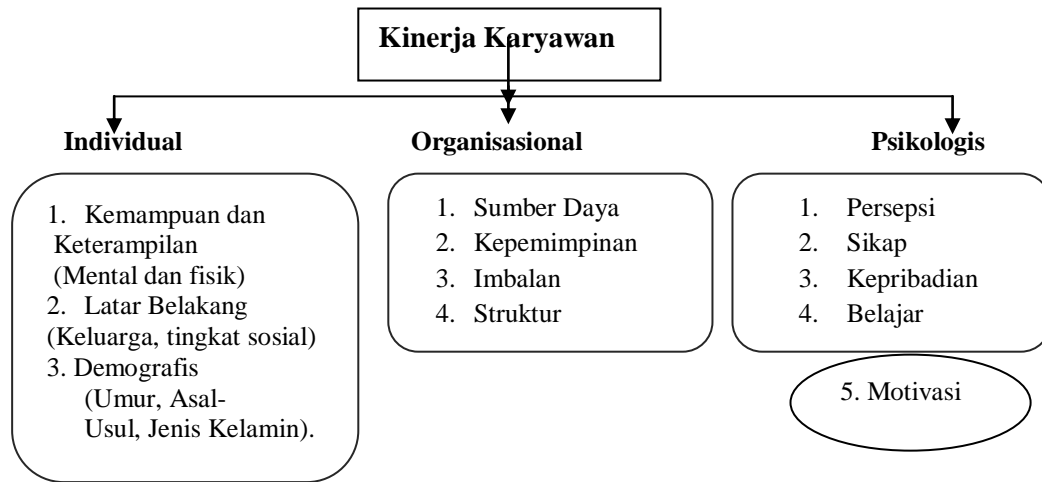 Kinerja Karyawan
Individual
Organisasional
Psikologis
1. Kemampuan dan
Keterampilan
(Mental dan fisik)
2. Latar Belakang
(Keluarga, tingkat sosial)
3. Demografis
(Umur, Asal-
Usul, Jenis Kelamin).
1. Sumber Daya
2. Kepemimpinan
3. Imbalan
4. Struktur
1. Persepsi
2. Sikap
3. Kepribadian
4. Belajar
5. Motivasi